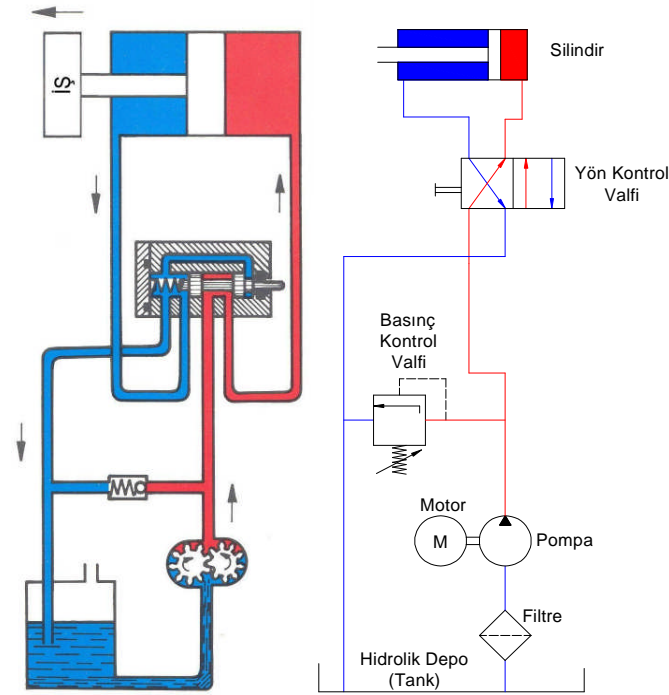 İŞ
Silindir
Yön Kontrol
Valfi
Basınç
Kontrol
Valfi
Motor
M
Pompa
Filtre
Hidrolik Depo
(Tank)